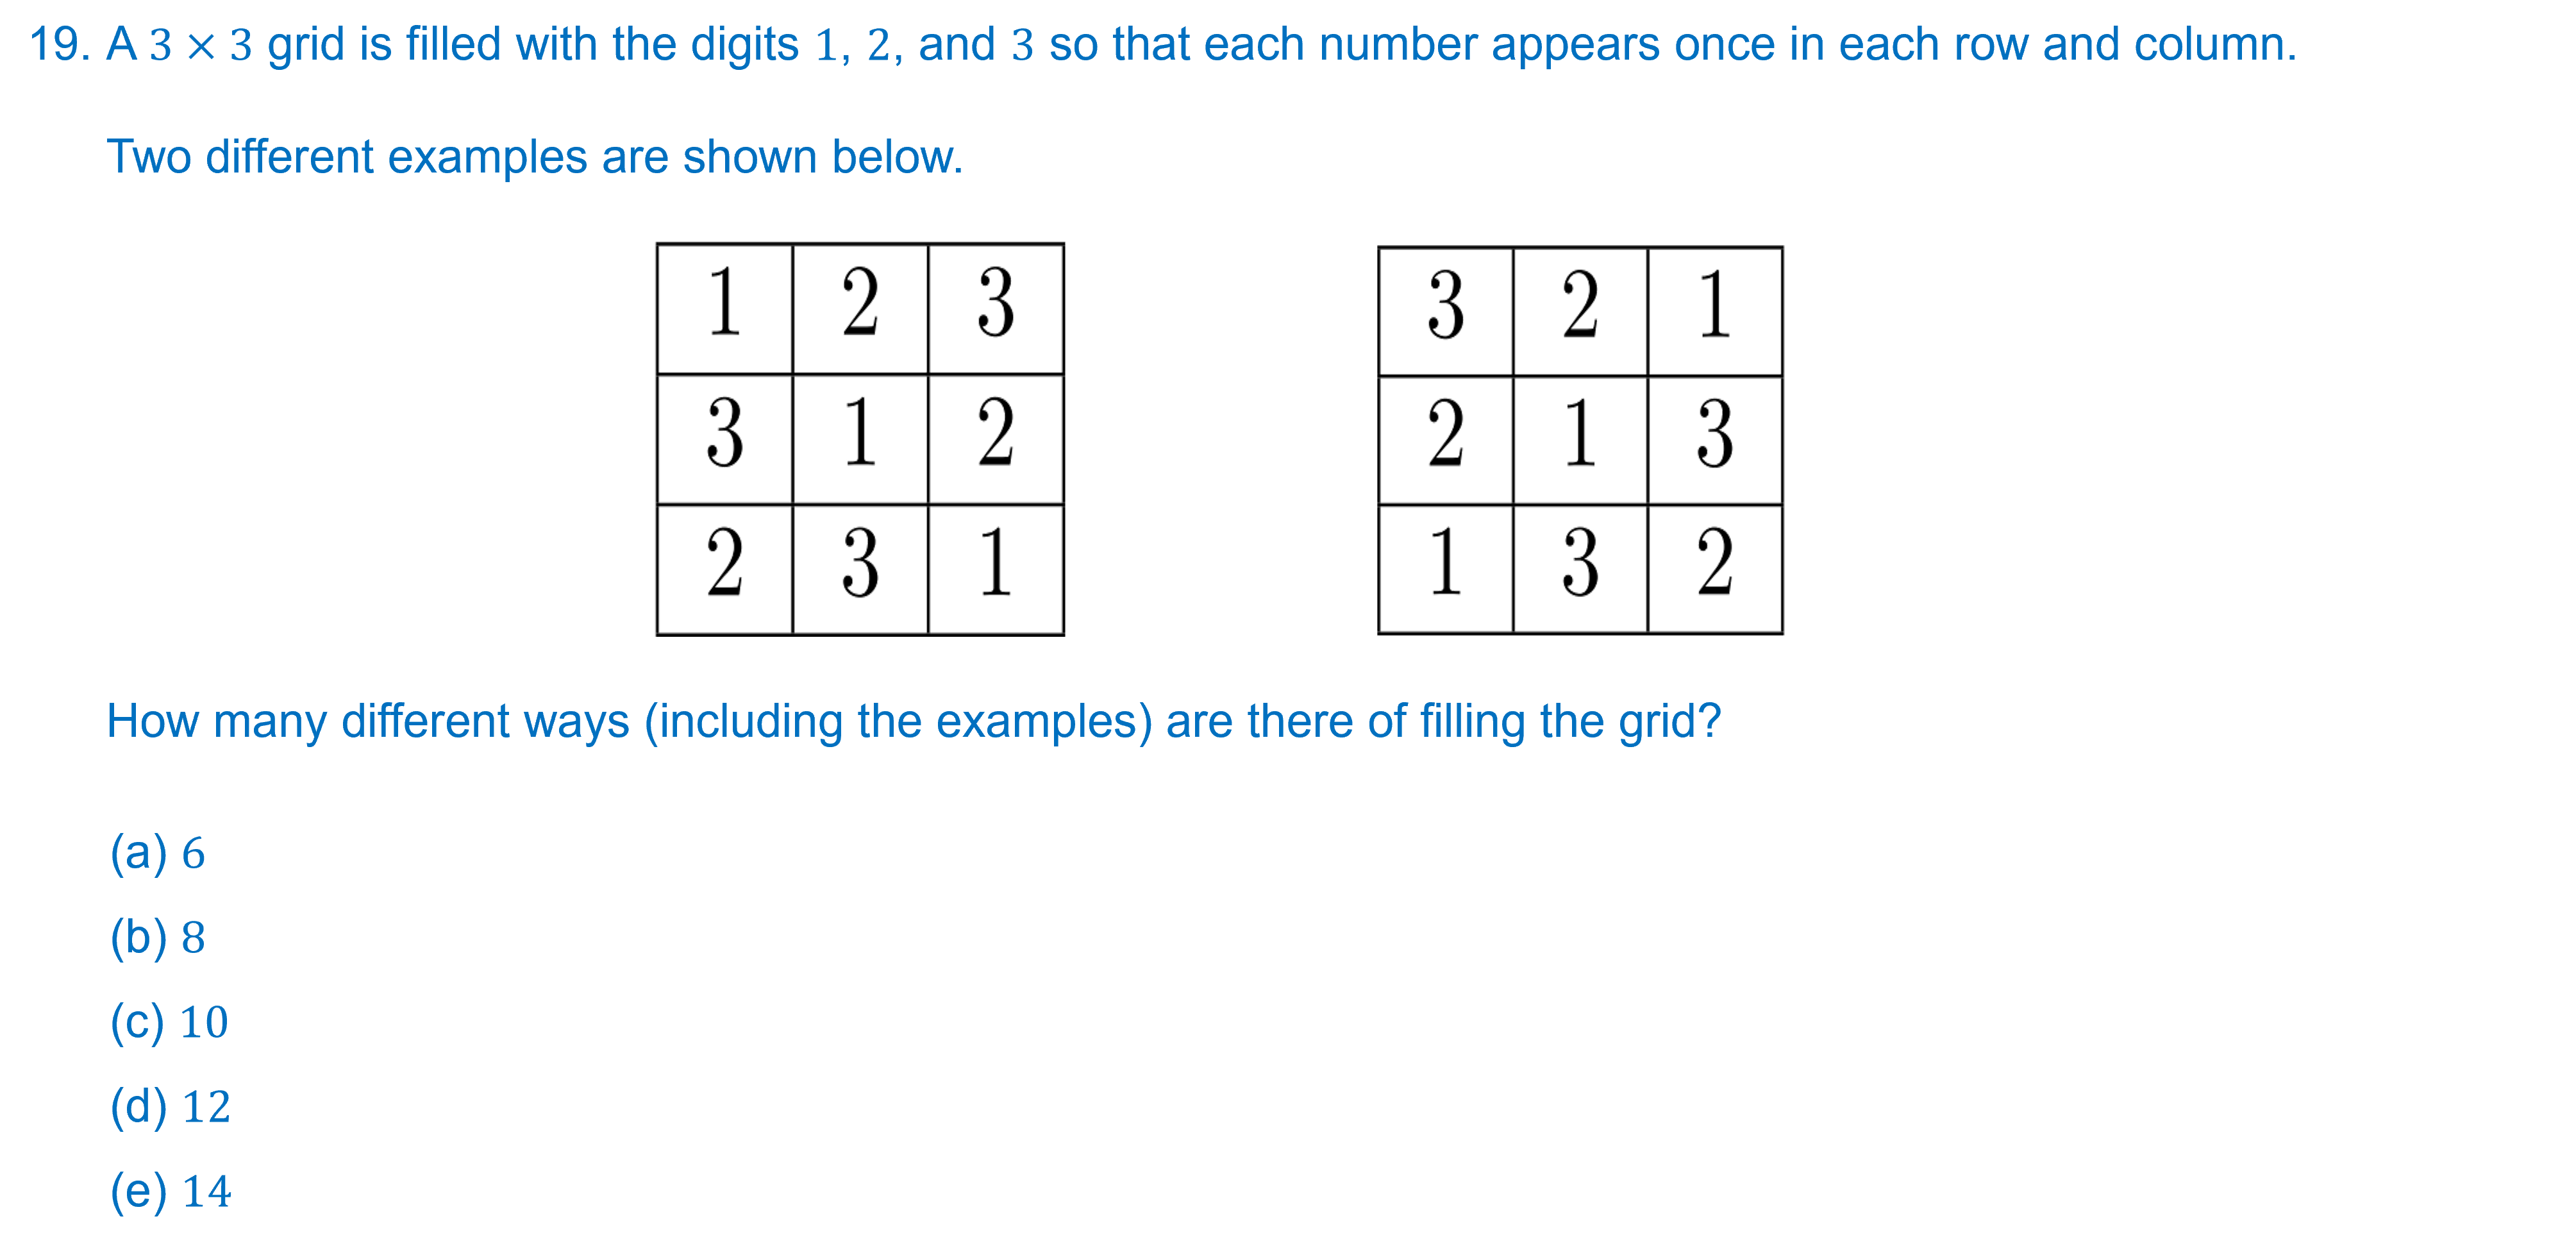 19. A 3 × 3 grid is filled with the digits 1, 2, and 3 so that each number appears once in each row and column.
Two different examples are shown below.
1 2 3
3 1 2
2 3 1
3 2 1
2 1 3
1 3 2
How many different ways (including the examples) are there of filling the grid?
(a) 6
(b) 8
(c) 10
(d) 12
(e) 14